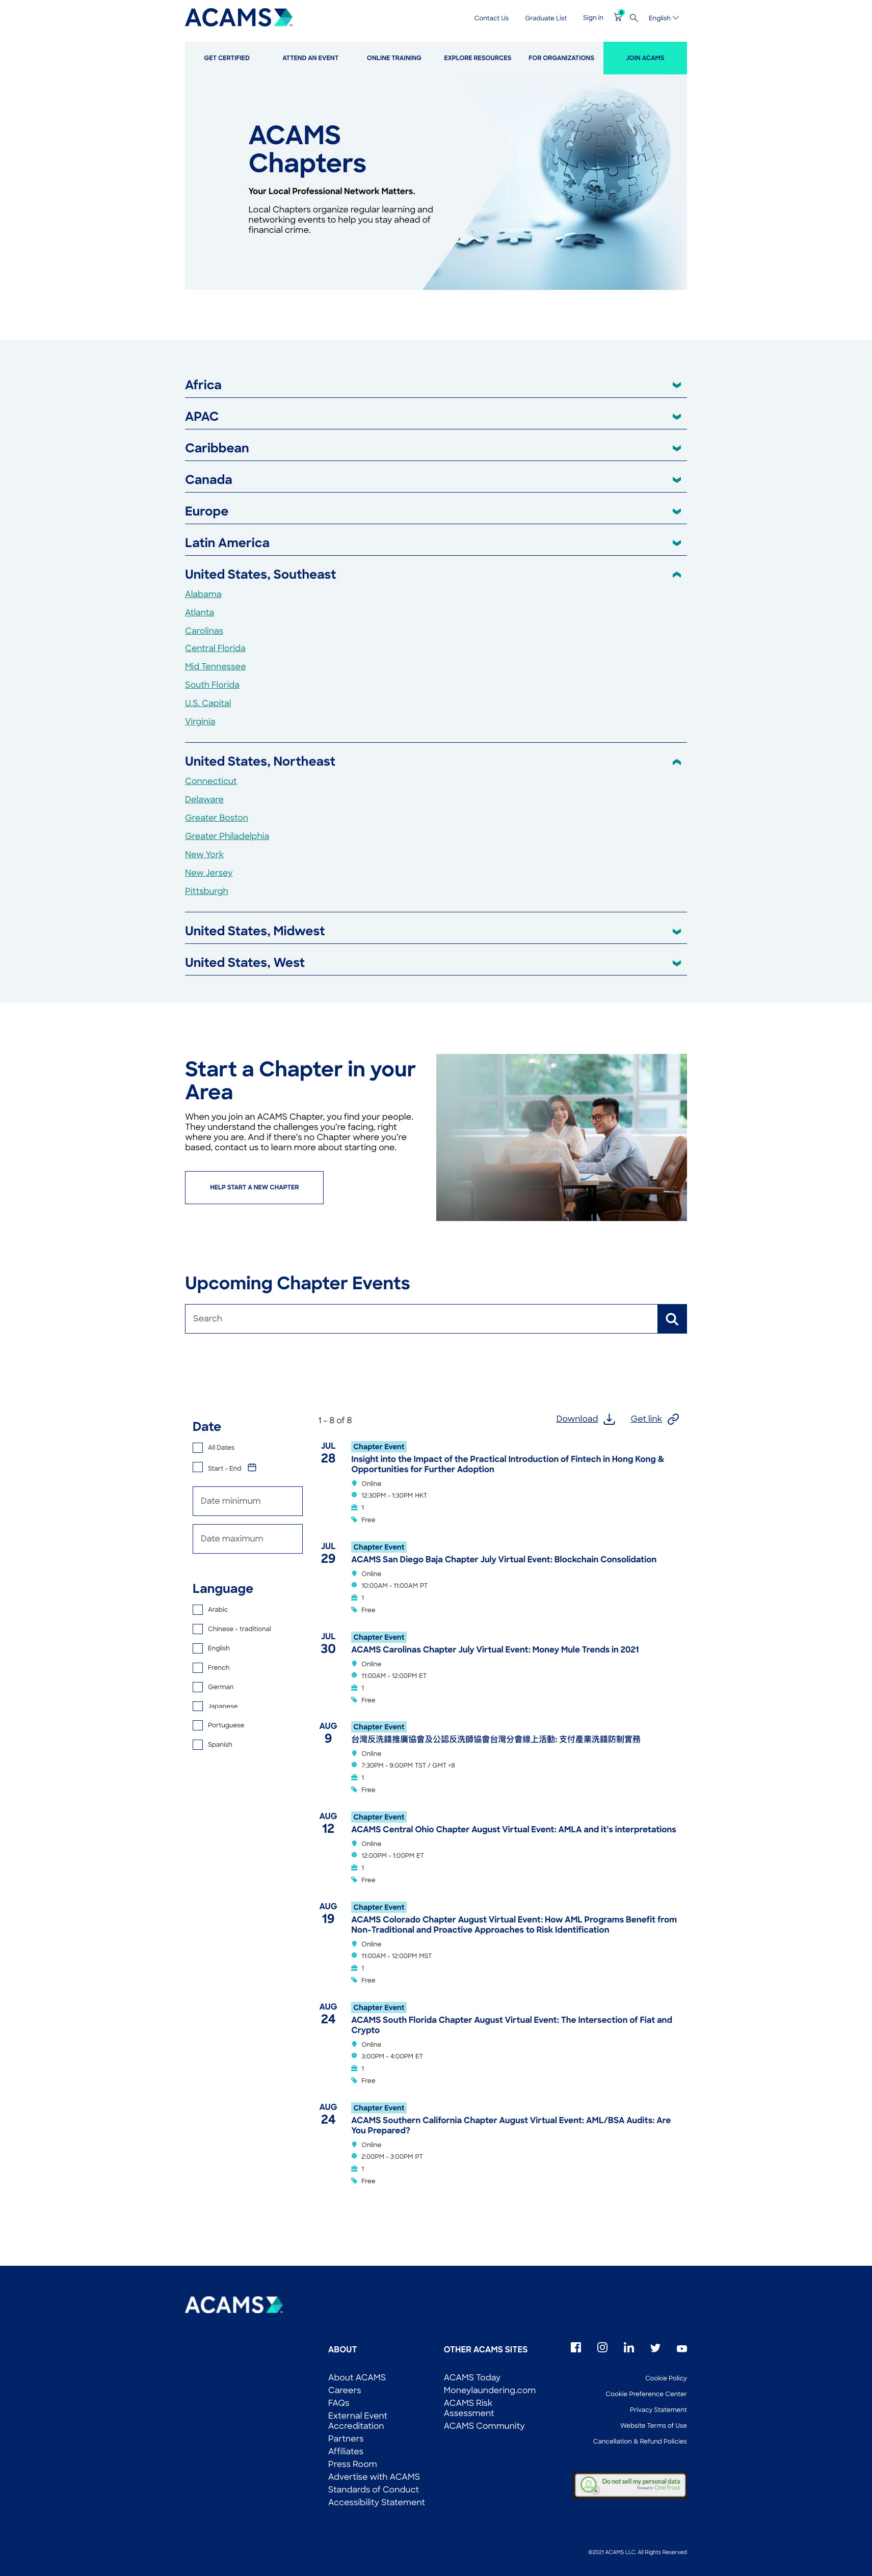 ACAMS
Contact Us
Graduate List
Sign in
0
English
GET CERTIFIED
ATTEND AN EVENT
ONLINE TRAINING
EXPLORE RESOURCES
FOR ORGANIZATIONS
JOIN ACAMS
ACAMS
Chapters
Your Local Professional Network Matters.
Local Chapters organize regular learning and
networking events to help you stay ahead of
financial crime.
Africa
APAC
Caribbean
Canada
Europe
Latin America
United States, Southeast
Alabama
Atlanta
Carolinas
Central Florida
Mid Tennessee
South Florida
U.S. Capital
Virginia
United States, Northeast
Connecticut
Delaware
Greater Boston
Greater Philadelphia
New York
New Jersey
Pittsburgh
United States, Midwest
United States, West
Start a Chapter in your
Area
When you join an ACAMS Chapter, you find your people.
They understand the challenges you're facing, right
where you are. And if there's no Chapter where you're
based, contact us to learn more about starting one.
HELP START A NEW CHAPTER
Upcoming Chapter Events
Search
Date
All Dates
Start - End
Date minimum
Date maximum
Language
Arabic
Chinese - traditional
English
French
German
Japanese
Portuguese
Spanish
1 - 8 of 8
Download
Get link
JUL
28
Chapter Event
Insight into the Impact of the Practical Introduction of Fintech in Hong Kong &
Opportunities for Further Adoption
Online
12:30PM - 1:30PM HKT
1
Free
JUL
29
Chapter Event
ACAMS San Diego Baja Chapter July Virtual Event: Blockchain Consolidation
Online
10:00AM - 11:00AM PT
1
Free
JUL
30
Chapter Event
ACAMS Carolinas Chapter July Virtual Event: Money Mule Trends in 2021
Online
11:00AM - 12:00PM ET
1
Free
AUG
9
Chapter Event
台灣反洗錢推廣協會及公認反洗師協會台灣分會線上活動: 支付產業洗錢防制實務
Online
7:30PM - 9:00PM TST / GMT +8
1
Free
AUG
12
Chapter Event
ACAMS Central Ohio Chapter August Virtual Event: AMLA and it's interpretations
Online
12:00PM - 1:00PM ET
1
Free
AUG
19
Chapter Event
ACAMS Colorado Chapter August Virtual Event: How AML Programs Benefit from
Non-Traditional and Proactive Approaches to Risk Identification
Online
11:00AM - 12:00PM MST
1
Free
AUG
24
Chapter Event
ACAMS South Florida Chapter August Virtual Event: The Intersection of Fiat and
Crypto
Online
3:00PM - 4:00PM ET
1
Free
AUG
24
Chapter Event
ACAMS Southern California Chapter August Virtual Event: AML/BSA Audits: Are
You Prepared?
Online
2:00PM - 3:00PM PT
1
Free
ACAMS
ABOUT
About ACAMS
Careers
FAQs
External Event
Accreditation
Partners
Affiliates
Press Room
Advertise with ACAMS
Standards of Conduct
Accessibility Statement
OTHER ACAMS SITES
ACAMS Today
Moneylaundering.com
ACAMS Risk
Assessment
ACAMS Community
Cookie Policy
Cookie Preference Center
Privacy Statement
Website Terms of Use
Cancellation & Refund Policies
Do not sell my personal data
Powered by OneTrust
©2021 ACAMS LLC. All Rights Reserved